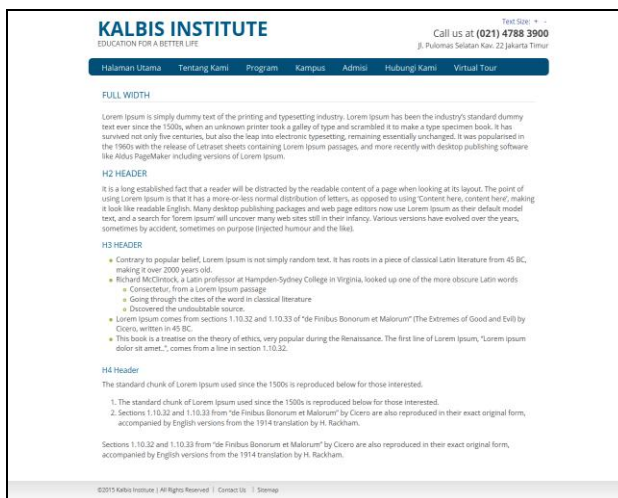 KALBIS INSTITUTE
EDUCATION FOR A BETTER LIFE
Text Size: + -
Call us at (021) 4788 3900
Jl. Pulomas Selatan Kav. 22 Jakarta Timur
Halaman Utama Tentang Kami Program Kampus Admisi Hubungi Kami Virtual Tour
FULL WIDTH
Lorem Ipsum is simply dummy text of the printing and typesetting industry. Lorem Ipsum has been the industry's standard dummy
text ever since the 1500s, when an unknown printer took a galley of type and scrambled it to make a type specimen book. It has
survived not only five centuries, but also the leap into electronic typesetting, remaining essentially unchanged. It was popularised in
the 1960s with the release of Letraset sheets containing Lorem Ipsum passages, and more recently with desktop publishing software
like Aldus PageMaker including versions of Lorem Ipsum.
H2 HEADER
It is a long established fact that a reader will be distracted by the readable content of a page when looking at its layout. The point of
using Lorem Ipsum is that it has a more-or-less normal distribution of letters, as opposed to using 'Content here, content here', making
it look like readable English. Many desktop publishing packages and web page editors now use Lorem Ipsum as their default model
text, and a search for 'lorem ipsum' will uncover many web sites still in their infancy. Various versions have evolved over the years,
sometimes by accident, sometimes on purpose (injected humour and the like).
H3 HEADER
Contrary to popular belief, Lorem Ipsum is not simply random text. It has roots in a piece of classical Latin literature from 45 BC,
making it over 2000 years old.
Richard McClintock, a Latin professor at Hampden-Sydney College in Virginia, looked up one of the more obscure Latin words
Consectetur, from a Lorem Ipsum passage
Going through the cites of the word in classical literature
Dscovered the undoubtable source.
Lorem Ipsum comes from sections 1.10.32 and 1.10.33 of "de Finibus Bonorum et Malorum" (The Extremes of Good and Evil) by
Cicero, written in 45 BC.
This book is a treatise on the theory of ethics, very popular during the Renaissance. The first line of Lorem Ipsum, "Lorem ipsum
dolor sit amet..", comes from a line in section 1.10.32.
H4 Header
The standard chunk of Lorem Ipsum used since the 1500s is reproduced below for those interested.
1. The standard chunk of Lorem Ipsum used since the 1500s is reproduced below for those interested.
2. Sections 1.10.32 and 1.10.33 from "de Finibus Bonorum et Malorum" by Cicero are also reproduced in their exact original form,
accompanied by English versions from the 1914 translation by H. Rackham.
Sections 1.10.32 and 1.10.33 from "de Finibus Bonorum et Malorum" by Cicero are also reproduced in their exact original form,
accompanied by English versions from the 1914 translation by H. Rackham.
©2015 Kalbis Institute | All Rights Reserved | Contact Us | Sitemap